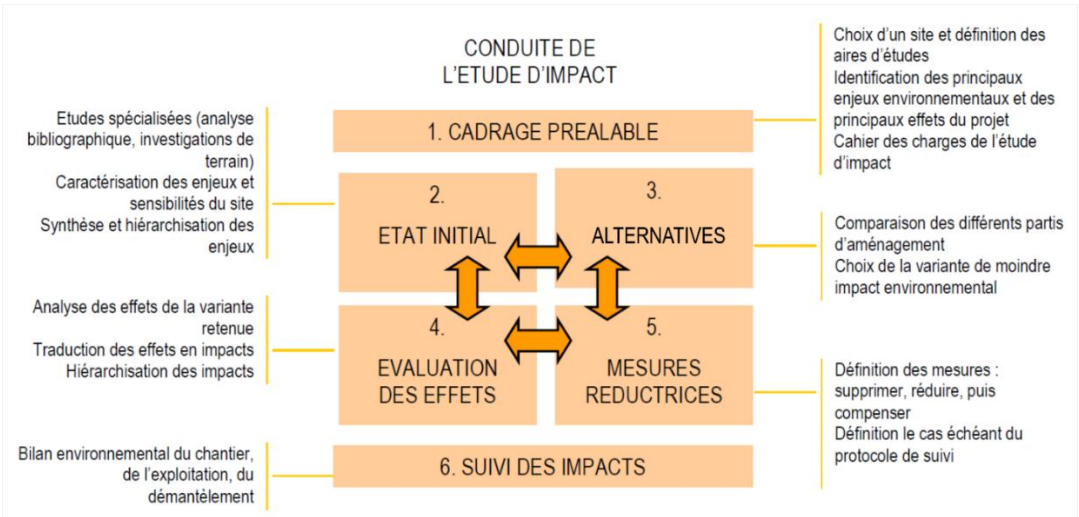 CONDUITE DE
L'ETUDE D'IMPACT
Choix d'un site et définition des
aires d'études
Identification des principaux
enjeux environnementaux et des
principaux effets du projet
Cahier des charges de l'étude
d'impact
1. CADRAGE PREALABLE
Etudes spécialisées (analyse
bibliographique, investigations de
terrain)
Caractérisation des enjeux et
sensibilités du site
Synthèse et hiérarchisation des
enjeux
2.
ETAT INITIAL
3.
ALTERNATIVES
Comparaison des différents partis
d'aménagement
Choix de la variante de moindre
impact environnemental
Analyse des effets de la variante
retenue
Traduction des effets en impacts
Hiérarchisation des impacts
4.
EVALUATION
DES EFFETS
5.
MESURES
REDUCTRICES
Définition des mesures :
supprimer, réduire, puis
compenser
Définition le cas échéant du
protocole de suivi
Bilan environnemental du chantier,
de l'exploitation, du
démantèlement
6. SUIVI DES IMPACTS